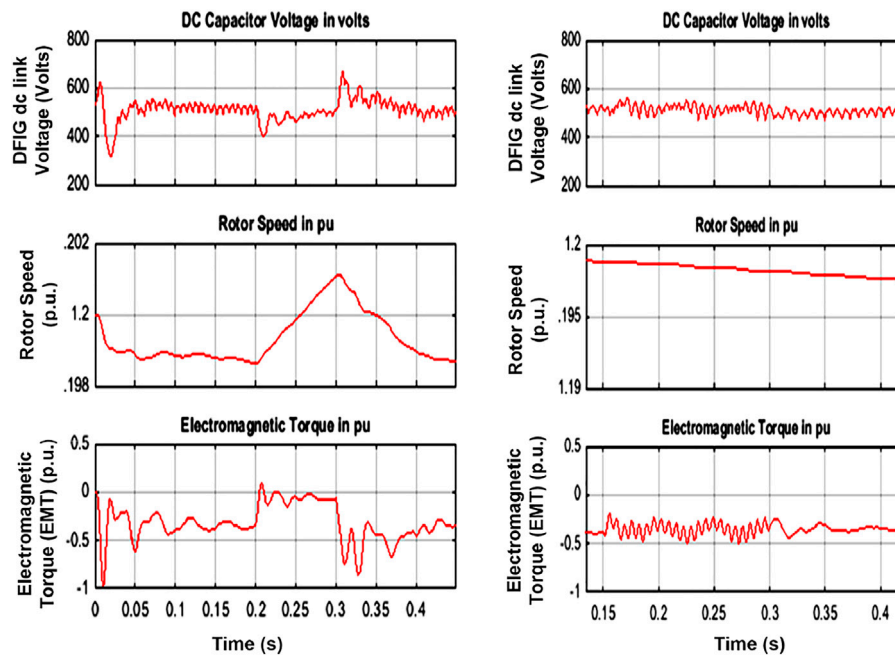 DC Capacitor Voltage in volts
DFIG dc link
Voltage (Volts)
800
600
400
200
Rotor Speed in pu
Rotor Speed
(p.u.)
.202
1.2
.198
Electromagnetic Torque in pu
Electromagnetic
Torque (EMT) (p.u.)
0.5
0
-0.5
-1
0 0.05 0.1 0.15 0.2 0.25 0.3 0.35 0.4
Time (s)
DC Capacitor Voltage in volts
DFIG dc link
Voltage (Volts)
800
600
400
200
Rotor Speed in pu
Rotor Speed
(p.u.)
1.2
1.195
1.19
Electromagnetic Torque in pu
Electromagnetic
Torque (EMT) (p.u.)
0.5
0
-0.5
-1
0.15 0.2 0.25 0.3 0.35 0.4
Time (s)